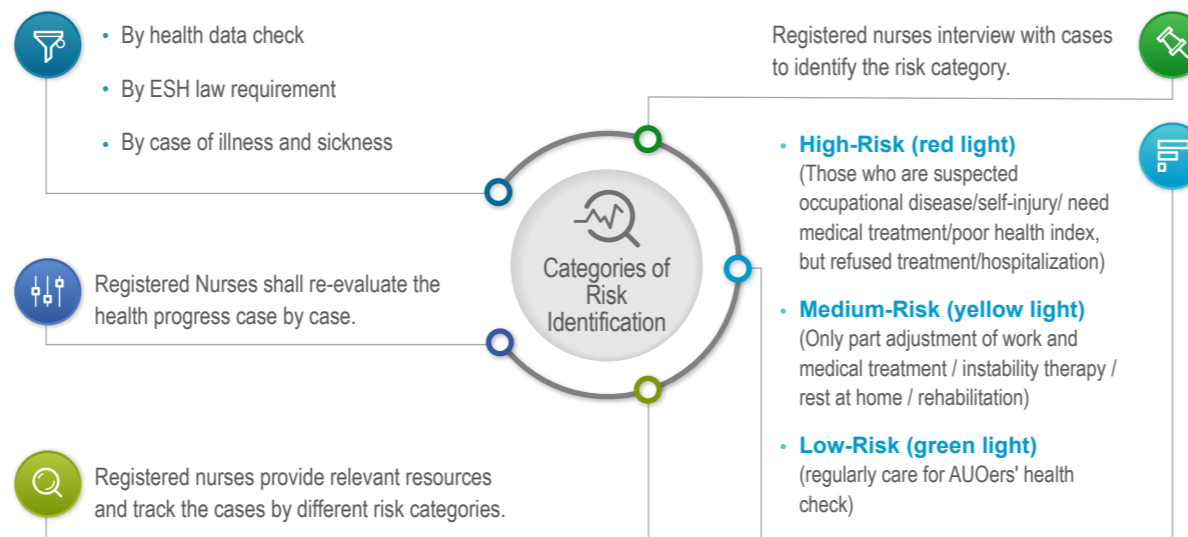 • By health data check
• By ESH law requirement
• By case of illness and sickness
Registered nurses interview with cases
to identify the risk category.
• High-Risk (red light)
(Those who are suspected
occupational disease/self-injury/ need
medical treatment/poor health index,
but refused treatment/hospitalization)
• Medium-Risk (yellow light)
(Only part adjustment of work and
medical treatment / instability therapy /
rest at home / rehabilitation)
• Low-Risk (green light)
(regularly care for AUOers' health
check)
Categories of
Risk
Identification
Registered Nurses shall re-evaluate the
health progress case by case.
Registered nurses provide relevant resources
and track the cases by different risk categories.